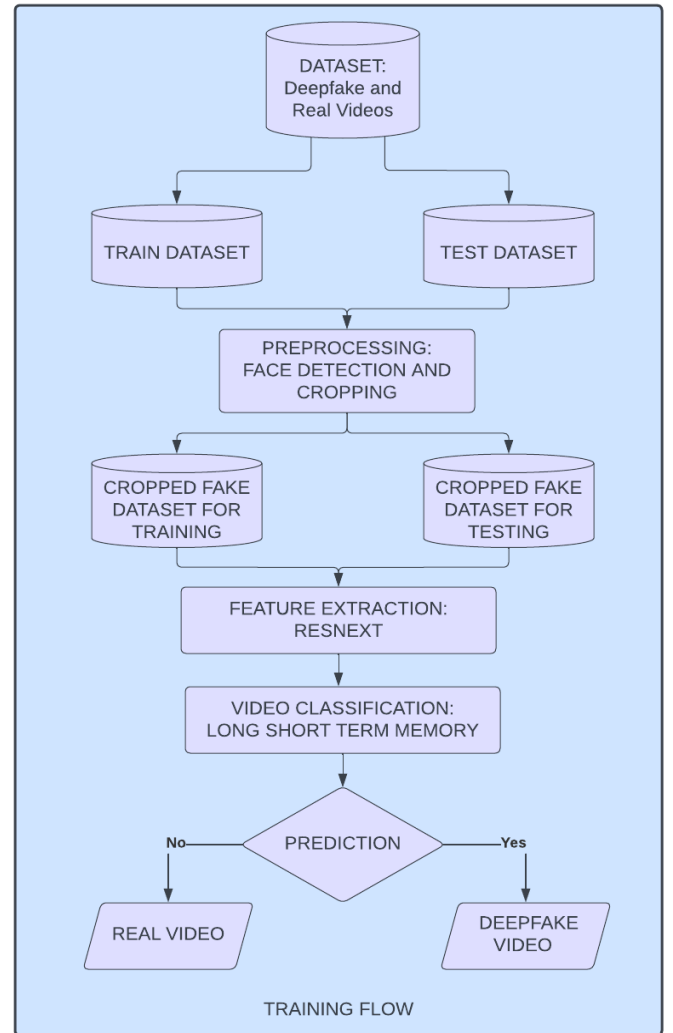 DATASET:
Deepfake and
Real Videos
TRAIN DATASET
TEST DATASET
PREPROCESSING:
FACE DETECTION AND
CROPPING
CROPPED FAKE
DATASET FOR
TRAINING
CROPPED FAKE
DATASET FOR
TESTING
FEATURE EXTRACTION:
RESNEXT
VIDEO CLASSIFICATION:
LONG SHORT TERM MEMORY
PREDICTION
No
Yes
REAL VIDEO
DEEPFAKE
VIDEO
TRAINING FLOW